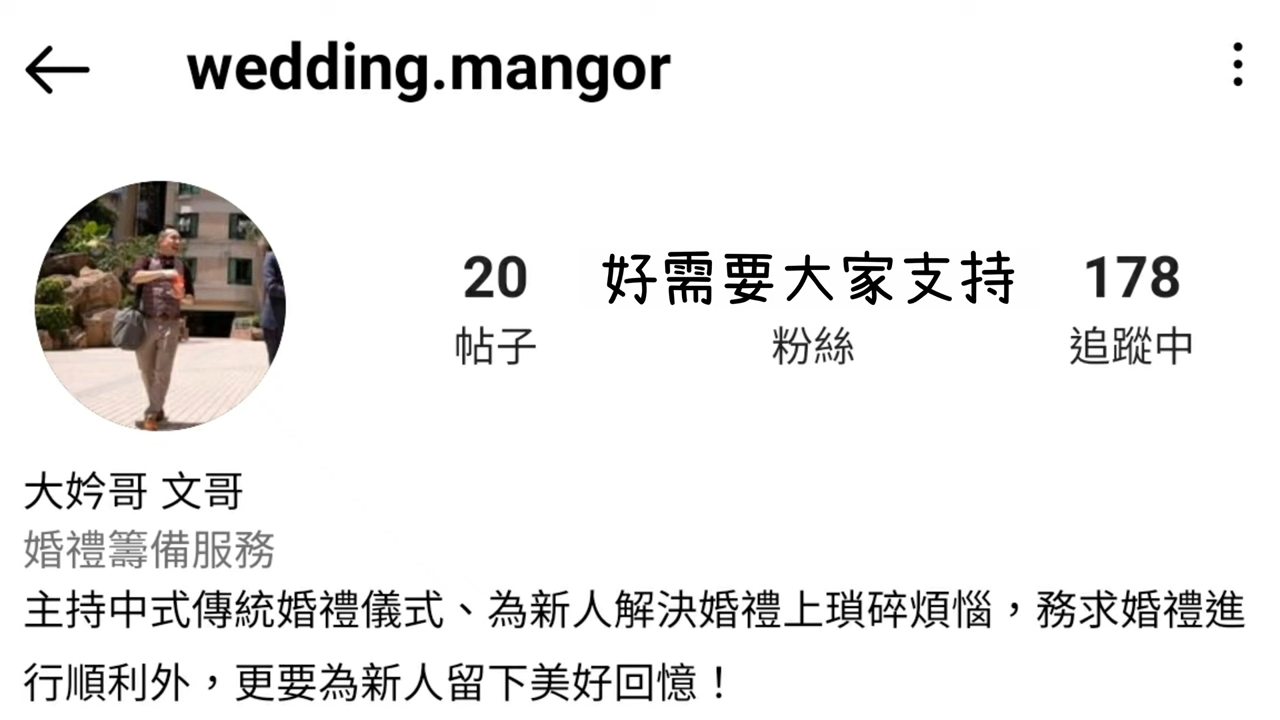 wedding.mangor
20 好需要大家支持 178
帖子 粉絲 追蹤中
大妗哥 文哥
婚禮籌備服務
主持中式傳統婚禮儀式、為新人解決婚禮上瑣碎煩惱，務求婚禮進
行順利外，更要為新人留下美好回憶！